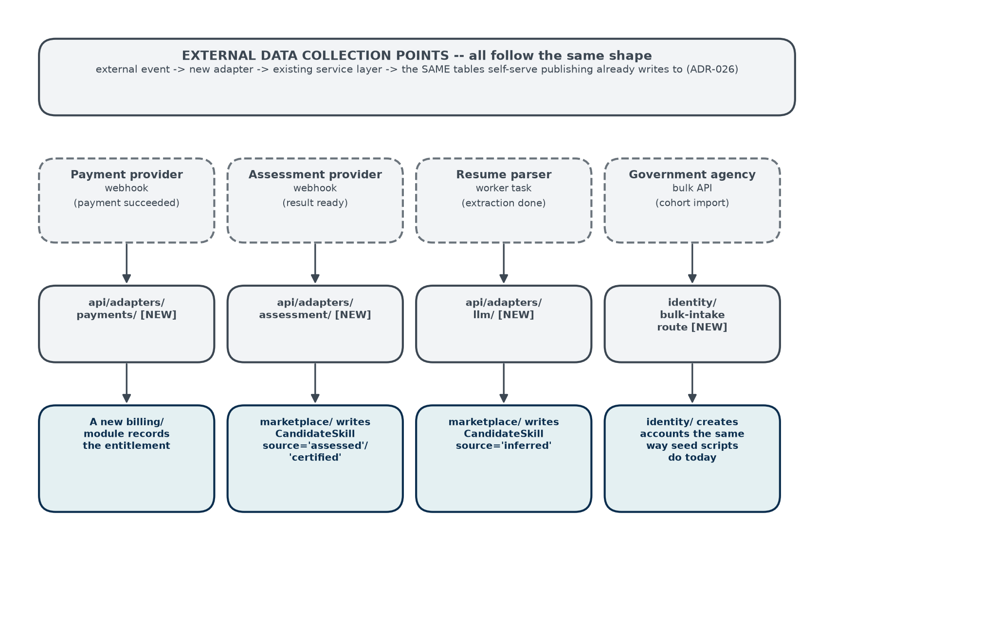 EXTERNAL DATA COLLECTION POINTS -- all follow the same shape
external event -> new adapter -> existing service layer -> the SAME tables self-serve publishing already writes to (ADR-026)
Payment provider
webhook
(payment succeeded)
Assessment provider
webhook
(result ready)
Resume parser
worker task
(extraction done)
Government agency
bulk API
(cohort import)
api/adapters/
payments/ [NEW]
api/adapters/
assessment/ [NEW]
api/adapters/
llm/ [NEW]
identity/
bulk-intake
route [NEW]
A new billing/
module records
the entitlement
marketplace/ writes
CandidateSkill
source='assessed'/
'certified'
marketplace/ writes
CandidateSkill
source='inferred'
identity/ creates
accounts the same
way seed scripts
do today